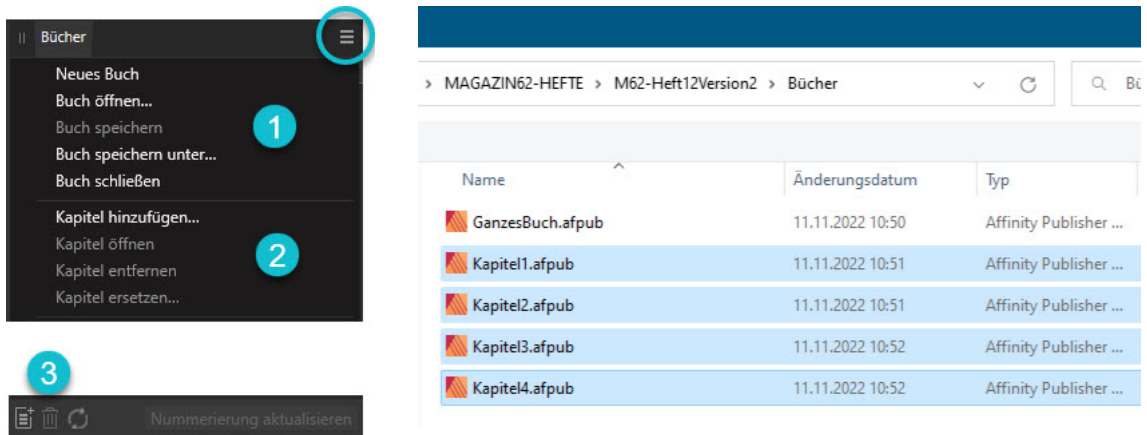 Bücher
Neues Buch
Buch öffnen...
Buch speichern
Buch speichern unter...
Buch schließen
1
Kapitel hinzufügen...
Kapitel öffnen
Kapitel entfernen
Kapitel ersetzen...
2
3
Nummerierung aktualisieren
> MAGAZIN62-HEFTE > M62-Heft12Version2 > Bücher
Bü
Name Änderungsdatum Typ
GanzesBuch.afpub 11.11.2022 10:50 Affinity Publisher ...
Kapitel1.afpub 11.11.2022 10:51 Affinity Publisher ...
Kapitel2.afpub 11.11.2022 10:51 Affinity Publisher ...
Kapitel3.afpub 11.11.2022 10:52 Affinity Publisher ...
Kapitel4.afpub 11.11.2022 10:52 Affinity Publisher ...